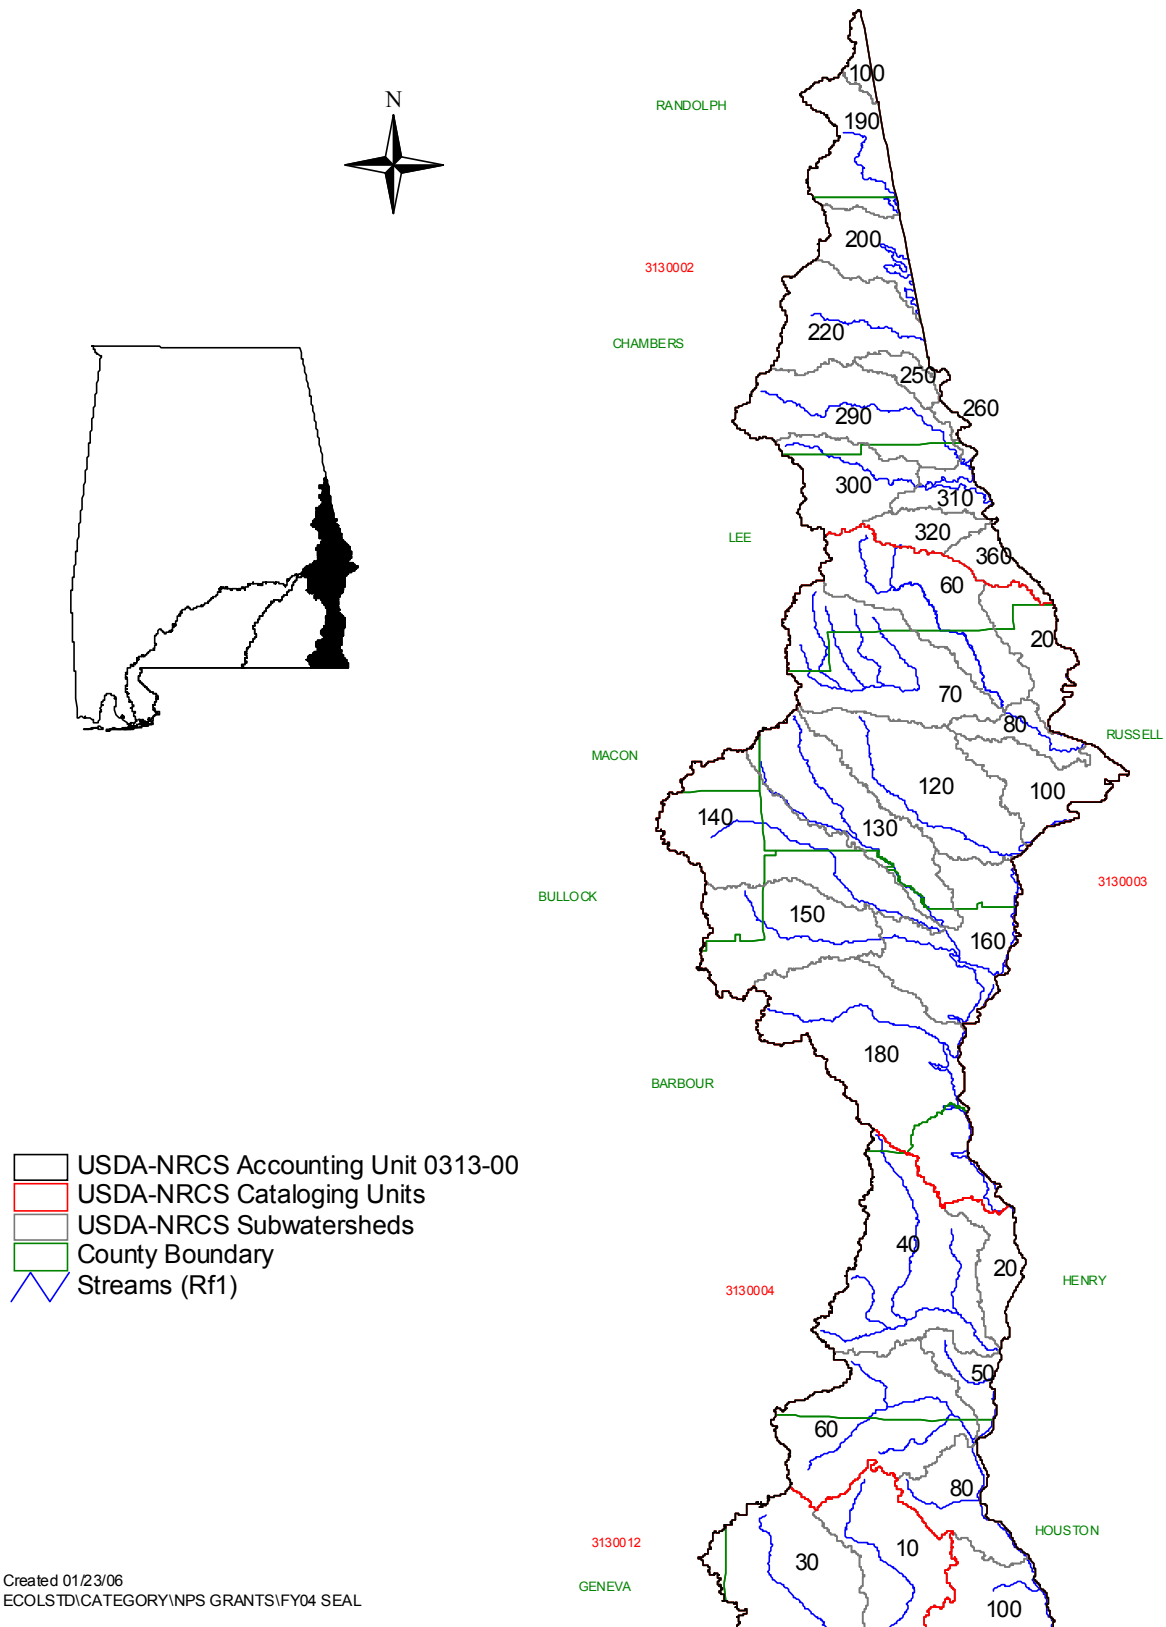 100
RANDOLPH
190
N
200
3130002
220
CHAMBERS
250
260
290
300
310
320
LEE
360
60
20
70
80
RUSSELL
MACON
120
100
140
130
3130003
BULLOCK
150
160
180
BARBOUR
USDA-NRCS Accounting Unit 0313-00
USDA-NRCS Cataloging Units
USDA-NRCS Subwatersheds
County Boundary
Streams (Rf1)
40
20
HENRY
3130004
50
60
80
HOUSTON
3130012
10
30
GENEVA
100
Created 01/23/06
ECOLSTD\CATEGORY\NPS GRANTS\FY04 SEAL